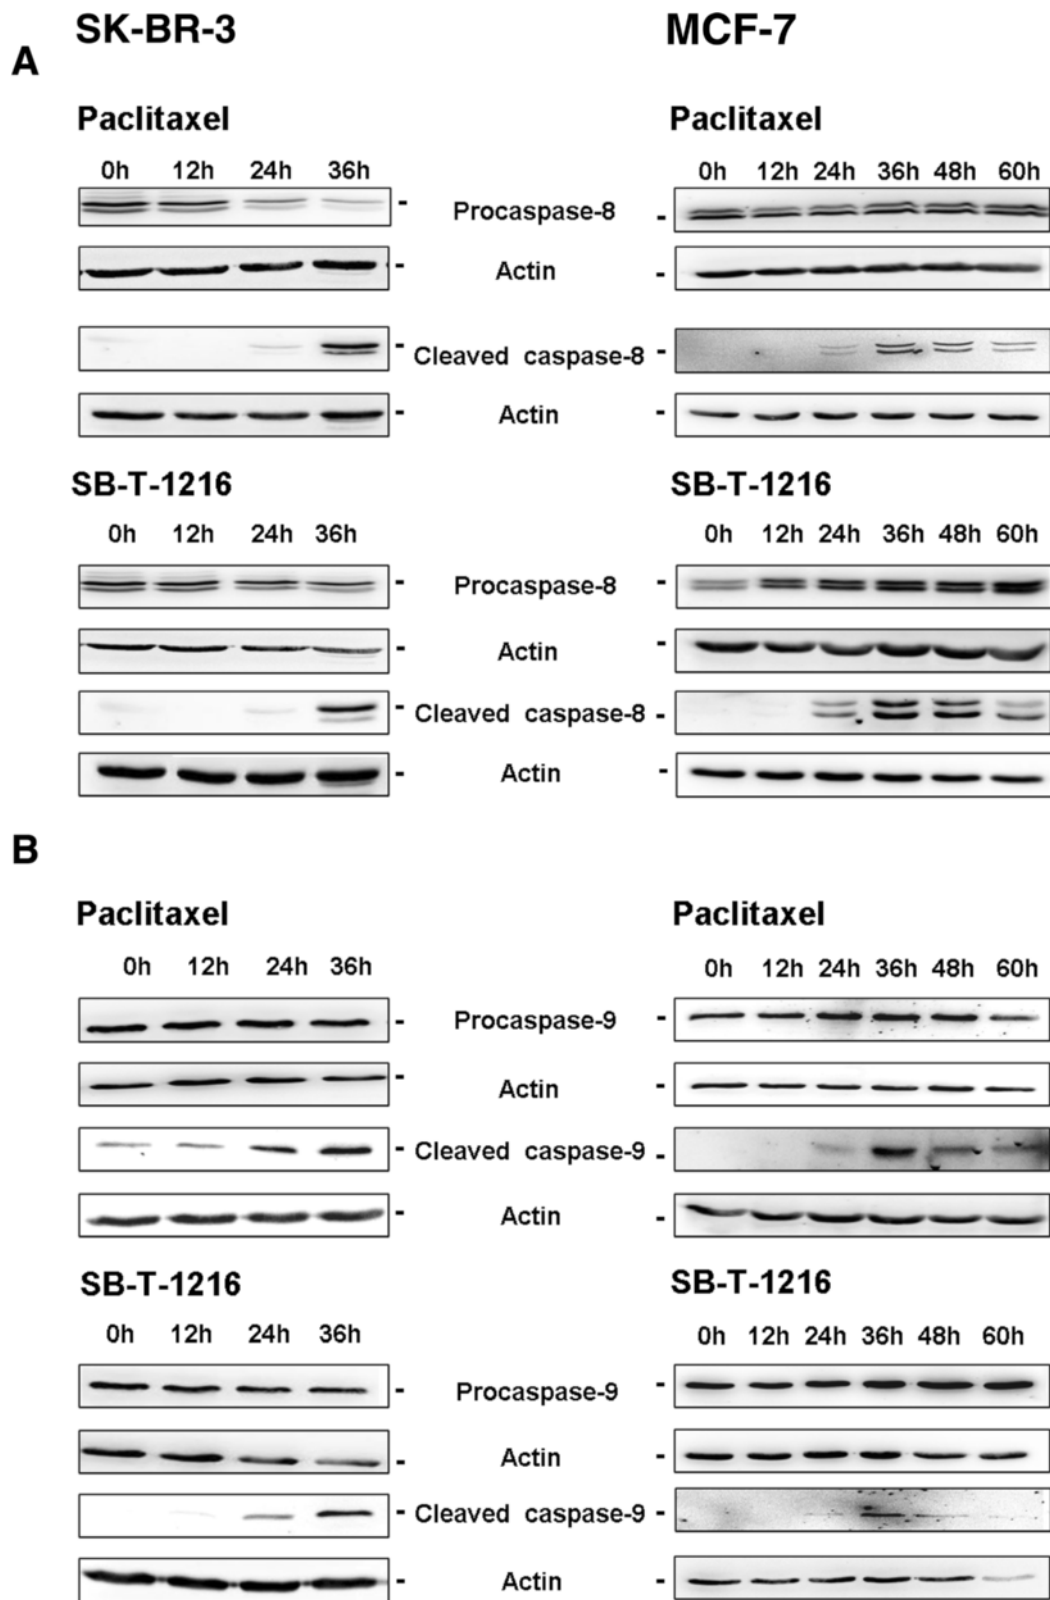 SK-BR-3 MCF-7
A
Paclitaxel Paclitaxel
0h 12h 24h 36h 0h 12h 24h 36h 48h 60h
- Procaspase-8 -
- Actin -
- Cleaved caspase-8 -
- Actin -
SB-T-1216 SB-T-1216
0h 12h 24h 36h 0h 12h 24h 36h 48h 60h
- Procaspase-8 -
- Actin -
- Cleaved caspase-8 -
- Actin -
B
Paclitaxel Paclitaxel
0h 12h 24h 36h 0h 12h 24h 36h 48h 60h
- Procaspase-9 -
- Actin -
- Cleaved caspase-9 -
- Actin -
SB-T-1216 SB-T-1216
0h 12h 24h 36h 0h 12h 24h 36h 48h 60h
- Procaspase-9 -
- Actin -
- Cleaved caspase-9 -
- Actin -